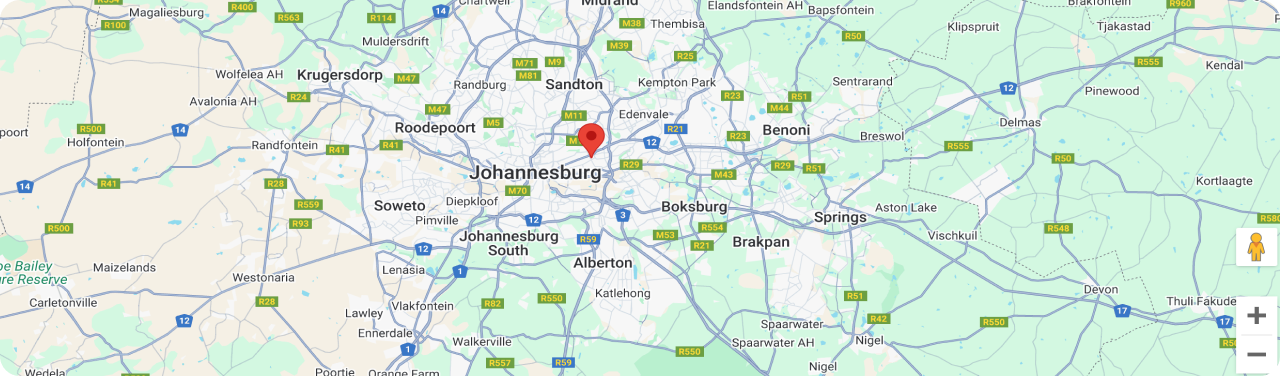 R400
Chartwell
Midrand
Elandsfontein AH
Brakfontein
R960
Magaliesburg
R563
R114
14
M38
Thembisa
Bapsfontein
R100
Klipspruit
Tjakastad
Muldersdrift
M39
R50
R25
M71
M9
R555
Kendal
Wolfelea AH
Krugersdorp
M47
M81
Randburg
Sandton
Kempton Park
Sentrarand
12
Pinewood
R24
R23
R51
Avalonia AH
M47
M11
Edenvale
M44
poort
R500
14
Roodepoort
M5
R21
Benoni
Delmas
Holfontein
Randfontein
R41
R41
12
R23
Breswol
R555
R50
Johannesburg
R29
R29
R51
14
R41
R28
M70
M43
Kortlaagte
Soweto
Diepkloof
R559
Pimville
12
3
Boksburg
Springs
Aston Lake
R580
R500
R93
R554
R548
Johannesburg
South
R59
M53
R21
Brakpan
Vischkuil
12
be Bailey
ure Reserve
Maizelands
Westonaria
Lenasia
1
Alberton
Carletonville
R28
Katlehong
Devon
Vlakfontein
R82
R550
R51
Thuli Fakude
Lawley
17
12
R42
R550
17
Ennerdale
Spaarwater
Walkerville
Spaarwater AH
Nigel
1
R550
Wedela
Poortje
Orange Farm
R557
R59
Nigel